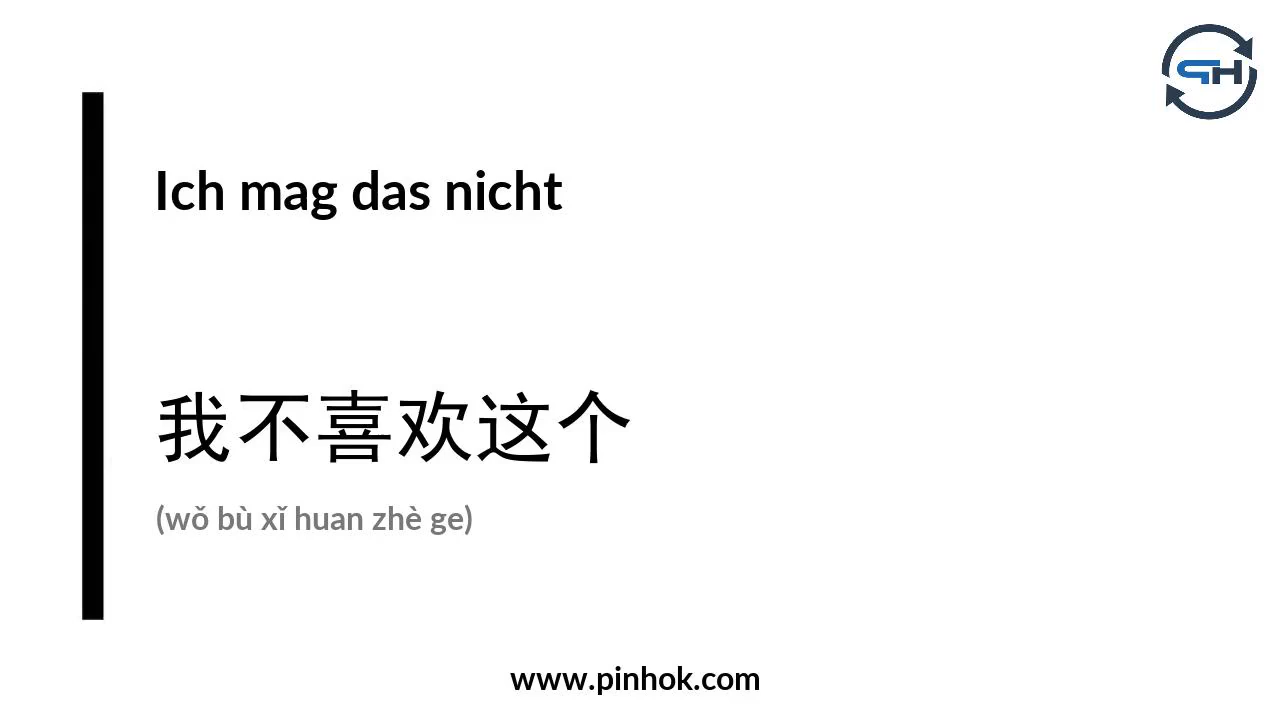 PH
Ich mag das nicht
我不喜欢这个
(wǒ bù xǐ huan zhè ge)
www.pinhok.com